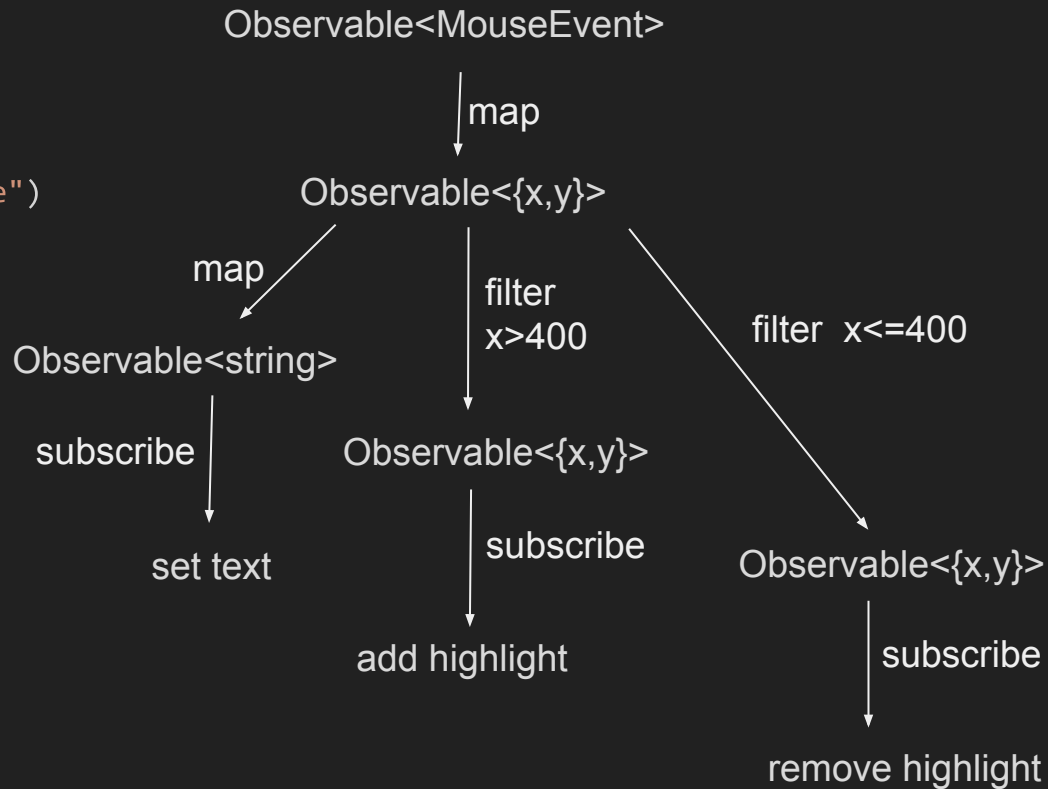 Observable<MouseEvent>
map
e")
Observable<{x,y}>
map
filter
x>400
filter x<=400
Observable<string>
subscribe
Observable<{x,y}>
subscribe
set text
Observable<{x,y}>
add highlight
subscribe
remove highlight